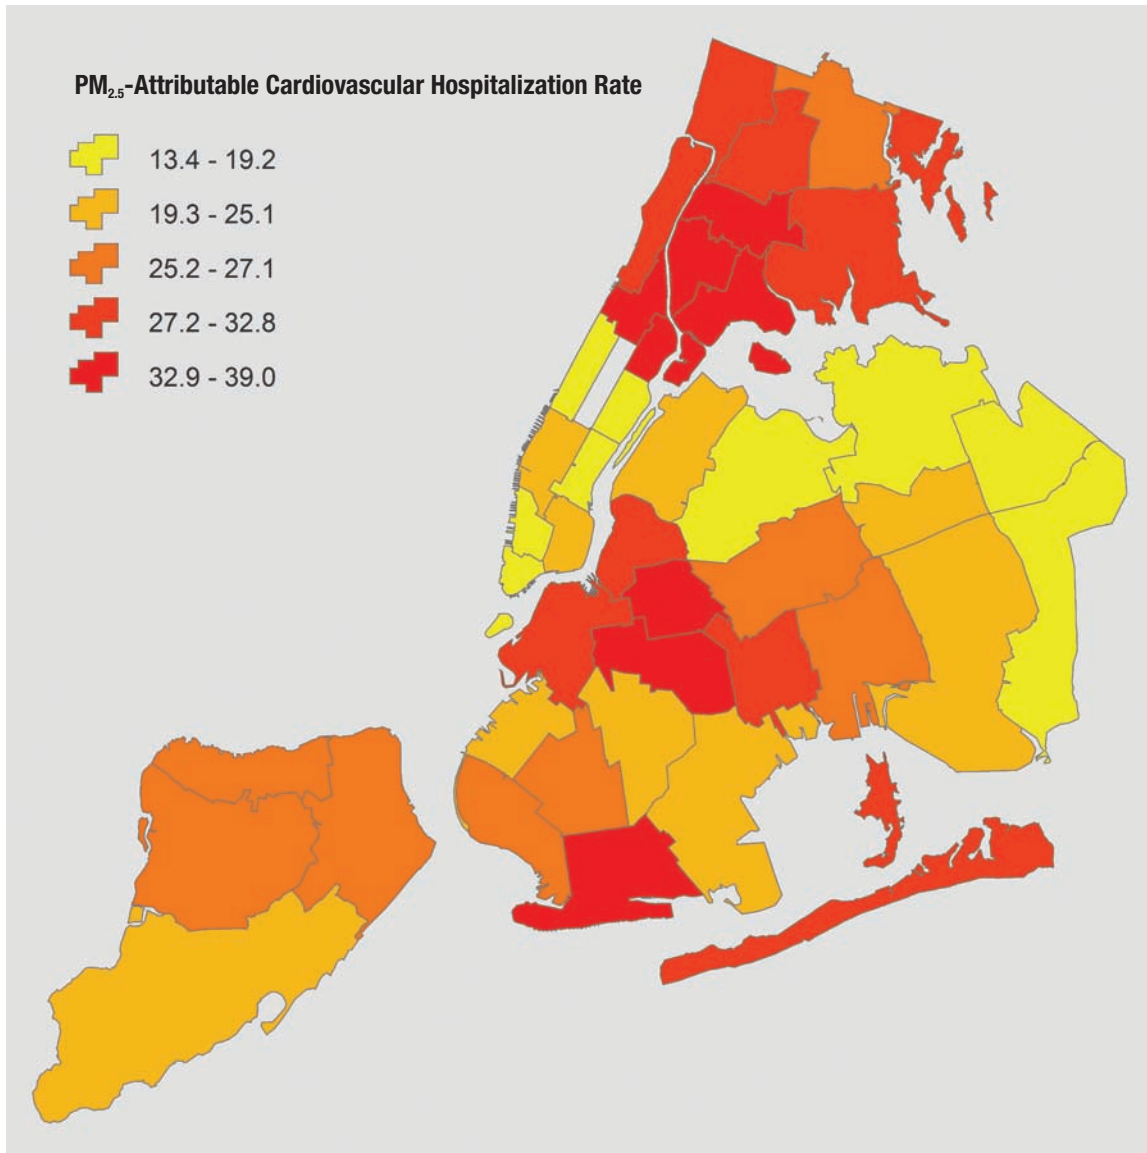 PM2.5-Attributable Cardiovascular Hospitalization Rate
13.4 - 19.2
19.3 - 25.1
25.2 - 27.1
27.2 - 32.8
32.9 - 39.0